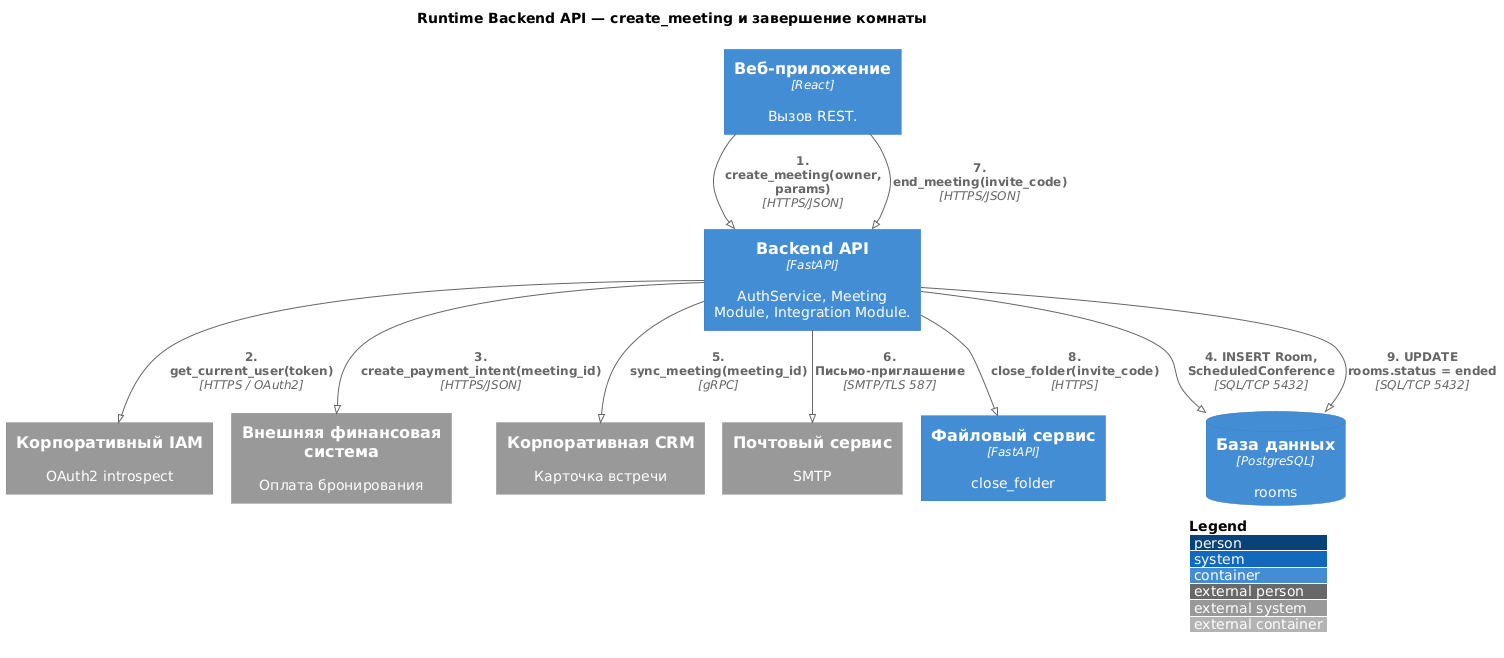 Runtime Backend API — create_meeting и завершение комнаты
Веб-приложение
[React]
Вызов REST.
1.
create_meeting(owner,
params)
[HTTPS/JSON]
7.
end_meeting(invite_code)
[HTTPS/JSON]
Backend API
[FastAPI]
AuthService, Meeting
Module, Integration Module.
2.
get_current_user(token)
[HTTPS / OAuth2]
3.
create_payment_intent(meeting_id)
[HTTPS/JSON]
5.
sync_meeting(meeting_id)
[gRPC]
6.
Письмо-приглашение
[SMTP/TLS 587]
8.
close_folder(invite_code)
[HTTPS]
4. INSERT Room,
ScheduledConference
[SQL/TCP 5432]
9. UPDATE
rooms.status = ended
[SQL/TCP 5432]
Корпоративный IAM
OAuth2 introspect
Внешняя финансовая
система
Оплата бронирования
Корпоративная CRM
Карточка встречи
Почтовый сервис
SMTP
Файловый сервис
[FastAPI]
close_folder
База данных
[PostgreSQL]
rooms
Legend
person
system
container
external person
external system
external container